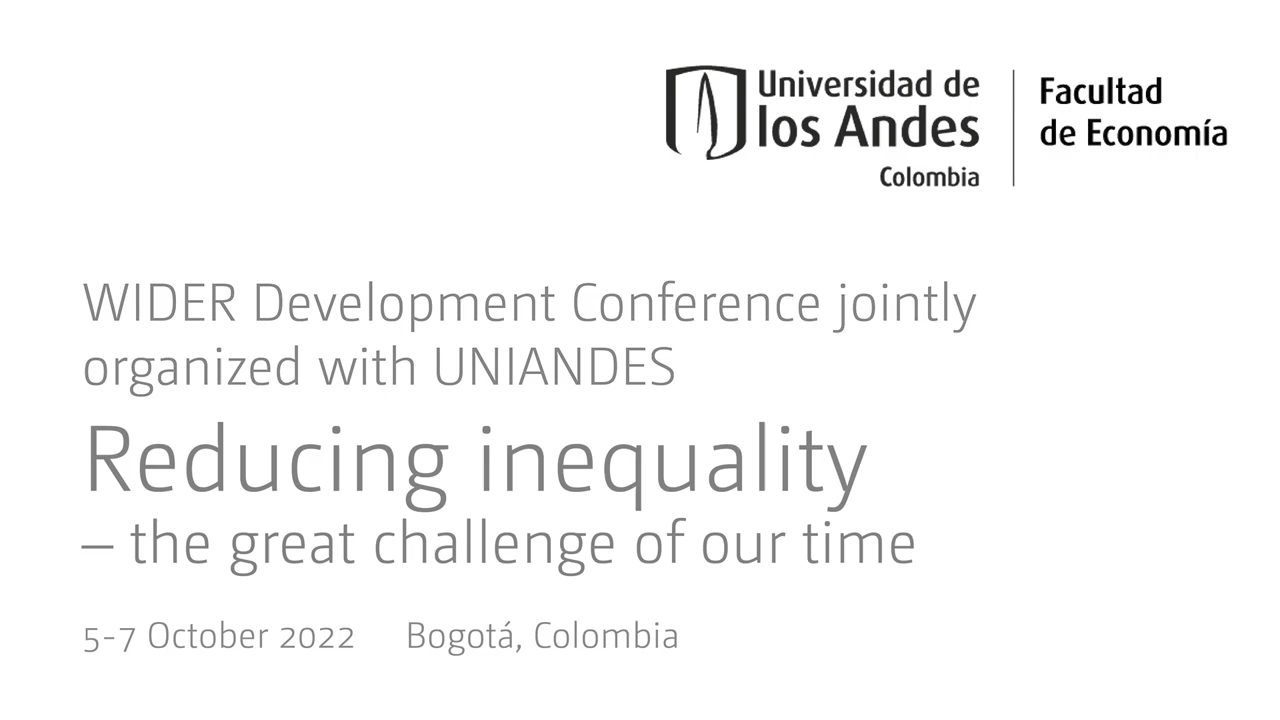 Universidad de
los Andes
Colombia
Facultad
de Economía
WIDER Development Conference jointly
organized with UNIANDES
Reducing inequality
– the great challenge of our time
5-7 October 2022 Bogotá, Colombia